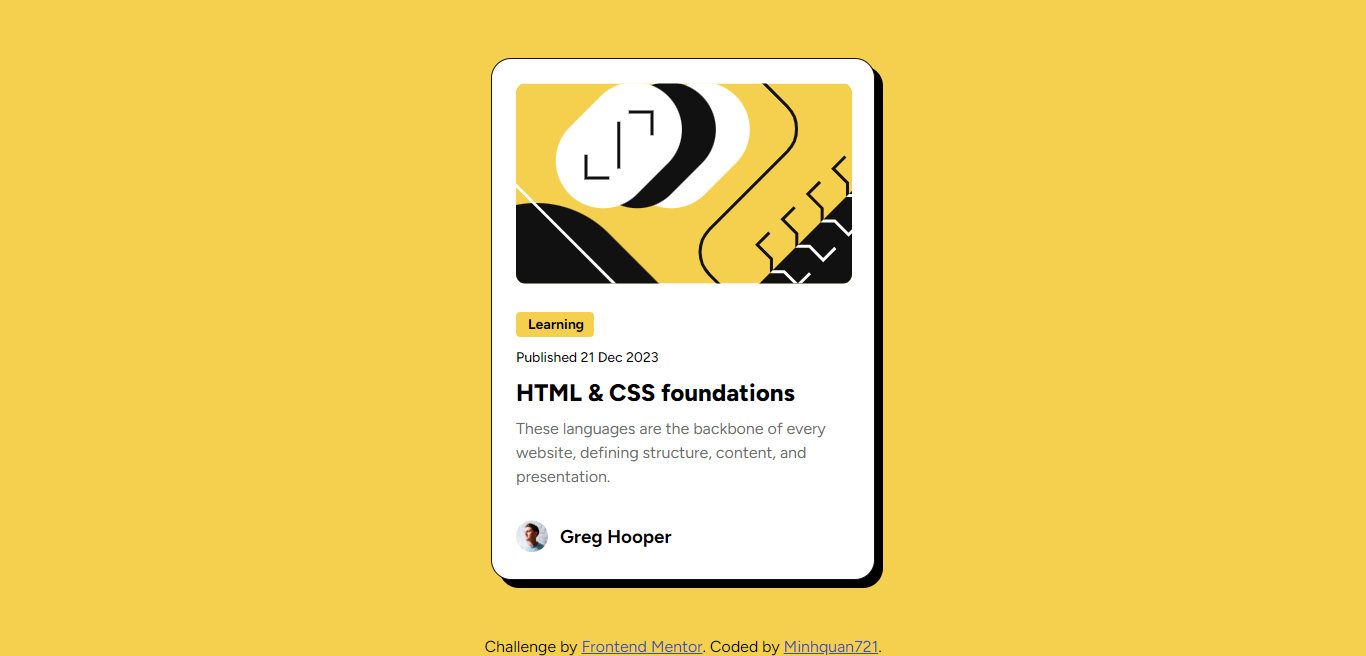 Learning
Published 21 Dec 2023
HTML & CSS foundations
These languages are the backbone of every
website, defining structure, content, and
presentation.
Greg Hooper
Challenge by Frontend Mentor. Coded by Minhquan721.